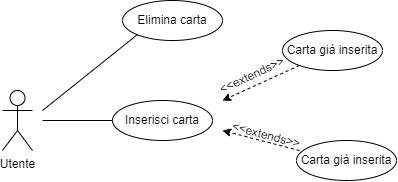 Elimina carta
Carta già inserita
<<extends>>
Inserisci carta
<<extends>>
Carta già inserita
Utente